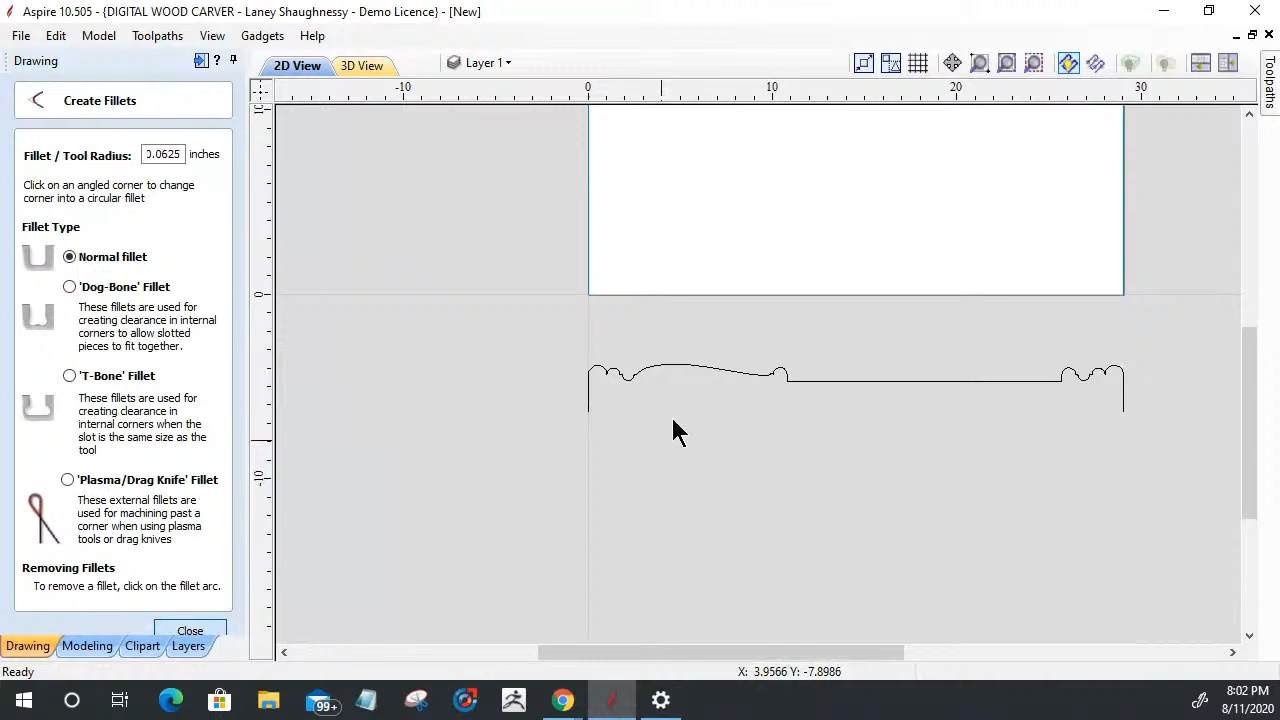 Aspire 10.505 - {DIGITAL WOOD CARVER - Laney Shaughnessy - Demo Licence} - [New]
File Edit Model Toolpaths View Gadgets Help
Drawing
?
2D View
3D View
Layer 1
Create Fillets
Fillet / Tool Radius: 0.0625 inches
Click on an angled corner to change
corner into a circular fillet
Fillet Type
Normal fillet
'Dog-Bone' Fillet
These fillets are used for
creating clearance in internal
corners to allow slotted
pieces to fit together.
'T-Bone' Fillet
These fillets are used for
creating clearance in
internal corners when the
slot is the same size as the
tool
'Plasma/Drag Knife' Fillet
These external fillets are
used for machining past a
corner when using plasma
tools or drag knives
Removing Fillets
To remove a fillet, click on the fillet arc.
Close
Drawing Modeling Clipart Layers
-10 0 10 20 30
10
0
-10
Toolpaths
Ready
X: 3.9566 Y: -7.8986
99+
8:02 PM
8/11/2020